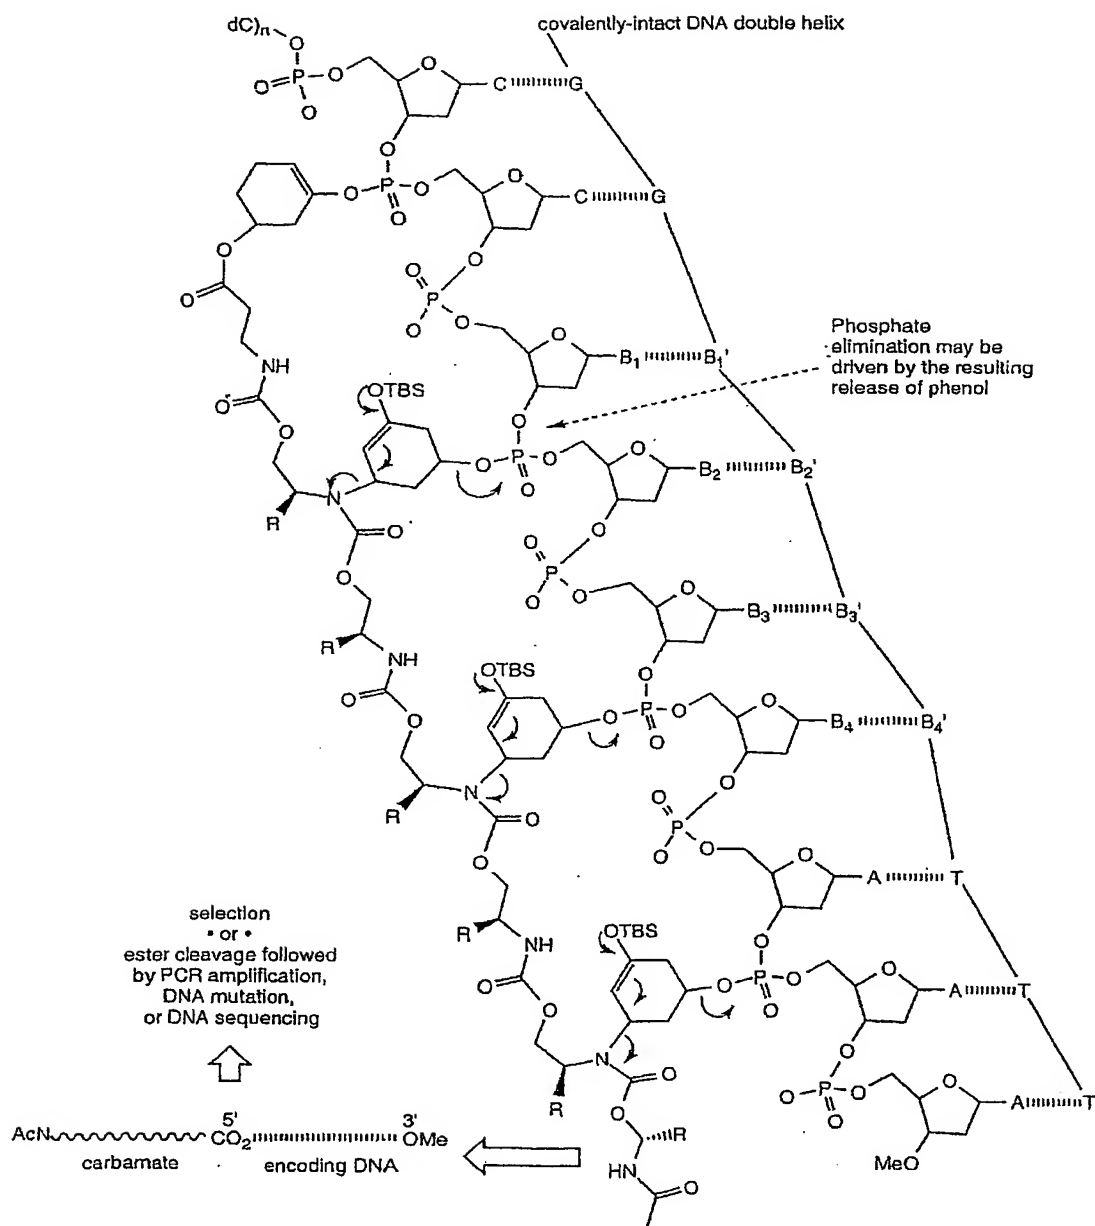 dC)n
covalently-intact DNA double helix
O
O=P-O
O
O
C
G
O
O-P-O
O
O
C
G
O
O
O
O=P-O
O
O
B1
B1'
Phosphate
elimination may be
driven by the resulting
release of phenol
NH
OTBS
O
O
O
O-P-O
O
O
B2
B2'
R
N
O
O
O
O=P-O
O
O
B3
B3'
R
NH
O
O
OTBS
O
O-P-O
O
O
B4
B4'
R
N
O
O
O
O=P-O
O
O
A
T
selection
• or •
ester cleavage followed
by PCR amplification,
DNA mutation,
or DNA sequencing
R
NH
O
O
OTBS
O
O-P-O
O
O
A
T
R
N
O
O
O
O-P-O
O
O
A
T
AcN
5'
CO2
3'
OMe
carbamate
encoding DNA
R
HN
O
MeO